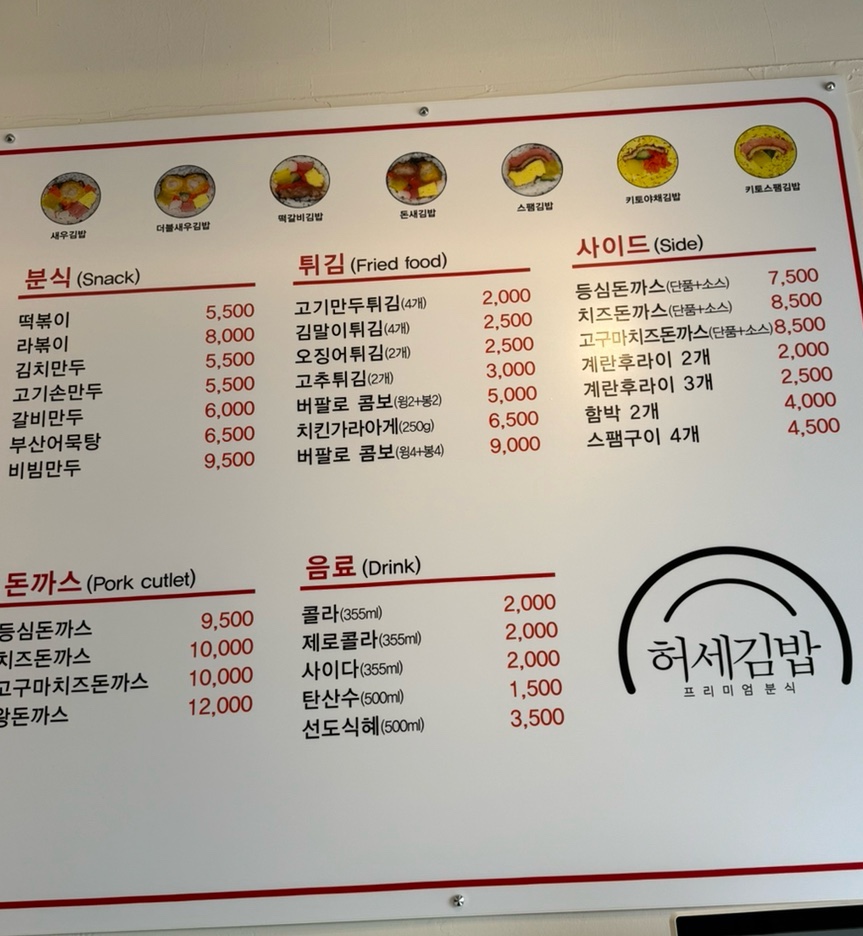 새우김밥
더블새우김밥
떡갈비김밥
돈새김밥
스팸김밥
키토야채김밥
키토스팸김밥
분식 (Snack)
떡볶이 5,500
라볶이 8,000
김치만두 5,500
고기손만두 5,500
갈비만두 6,000
부산어묵탕 6,500
비빔만두 9,500
튀김 (Fried food)
고기만두튀김(4개) 2,000
김말이튀김(4개) 2,500
오징어튀김(2개) 2,500
고추튀김(2개) 3,000
버팔로 콤보(윙2+봉2) 5,000
치킨가라아게(250g) 6,500
버팔로 콤보(윙4+봉4) 9,000
사이드 (Side)
등심돈까스(단품+소스) 7,500
치즈돈까스(단품+소스) 8,500
고구마치즈돈까스(단품+소스) 8,500
계란후라이 2개 2,000
계란후라이 3개 2,500
함박 2개 4,000
스팸구이 4개 4,500
돈까스 (Pork cutlet)
등심돈까스 9,500
치즈돈까스 10,000
고구마치즈돈까스 10,000
왕돈까스 12,000
음료 (Drink)
콜라(355ml) 2,000
제로콜라(355ml) 2,000
사이다(355ml) 2,000
탄산수(500ml) 1,500
선도식혜(500ml) 3,500
허세김밥
프리미엄분식